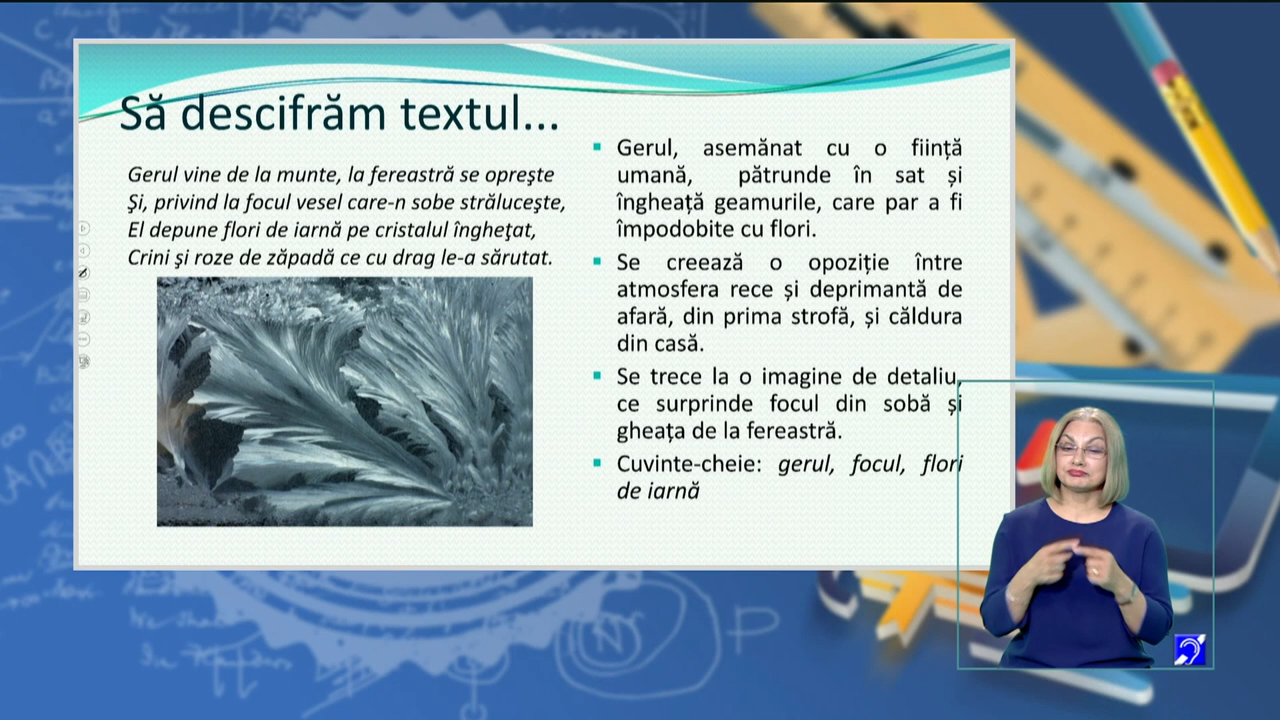 Să descifrăm textul...
Gerul vine de la munte, la fereastră se oprește
Şi, privind la focul vesel care-n sobe străluceşte,
El depune flori de iarnă pe cristalul îngheţat,
Crini şi roze de zăpadă ce cu drag le-a sărutat.
Gerul, asemănat cu o ființă
umană, pătrunde în sat și
îngheață geamurile, care par a fi
împodobite cu flori.
Se creează o opoziție între
atmosfera rece și deprimantă de
afară, din prima strofă, și căldura
din casă.
Se trece la o imagine de detaliu,
ce surprinde focul din sobă și
gheața de la fereastră.
Cuvinte-cheie: gerul, focul, flori
de iarnă
N
P